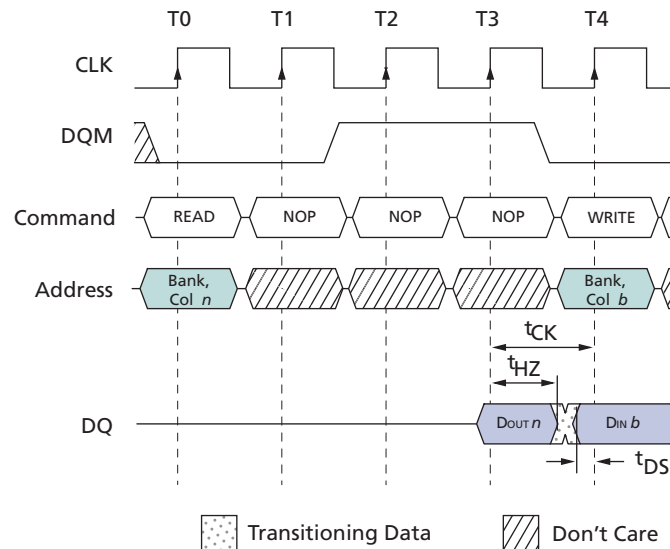 T0 T1 T2 T3 T4
CLK
DQM
Command READ NOP NOP NOP WRITE
Address Bank, Col n Bank, Col b
tCK
tHZ
DQ DOUT n DIN b
tDS
Transitioning Data Don't Care